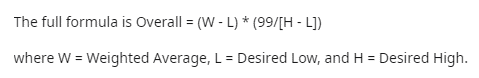 The full formula is Overall = (W - L) * (99/[H - L])
where W = Weighted Average, L = Desired Low, and H = Desired High.